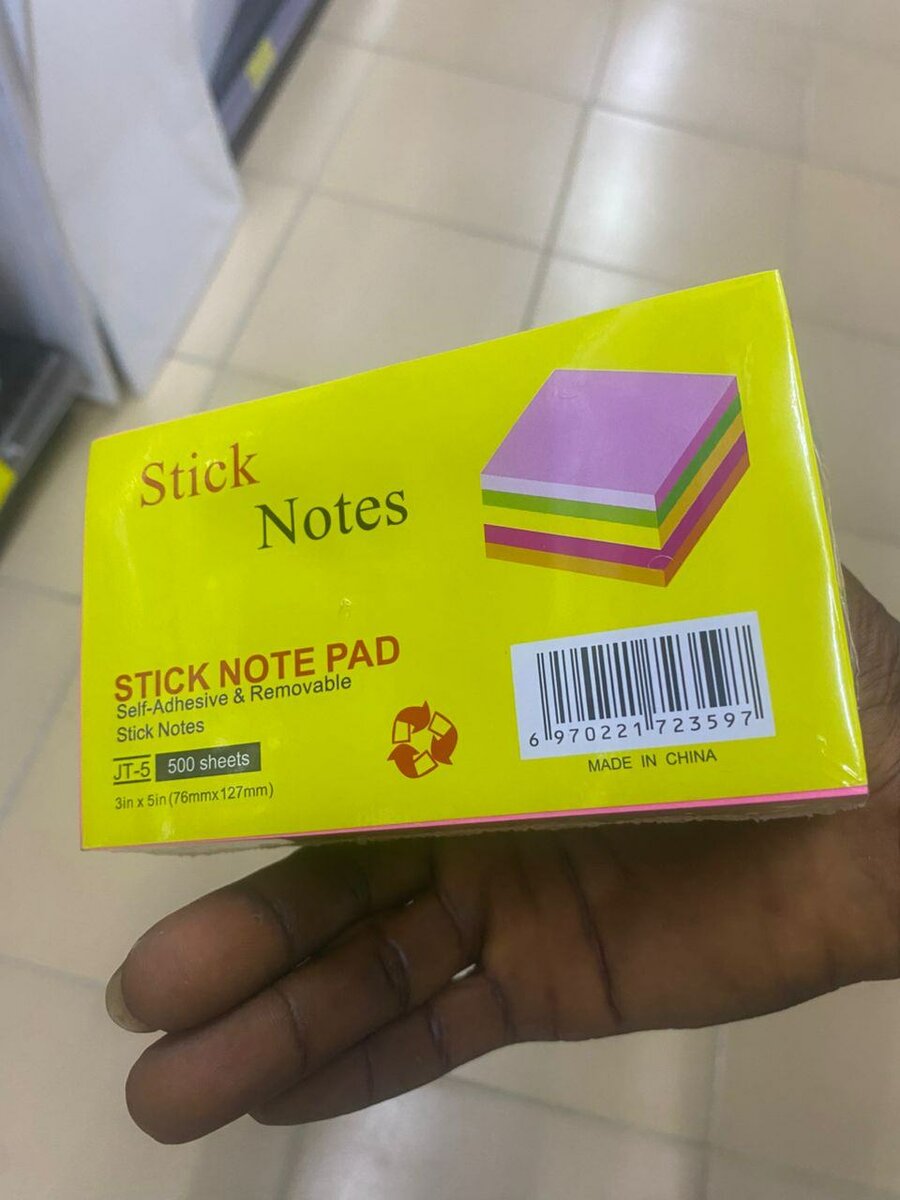 Stick
Notes
STICK NOTE PAD
Self-Adhesive & Removable
Stick Notes
JT-5 500 sheets
3in x 5in (76mmx127mm)
6 970221 723597
MADE IN CHINA